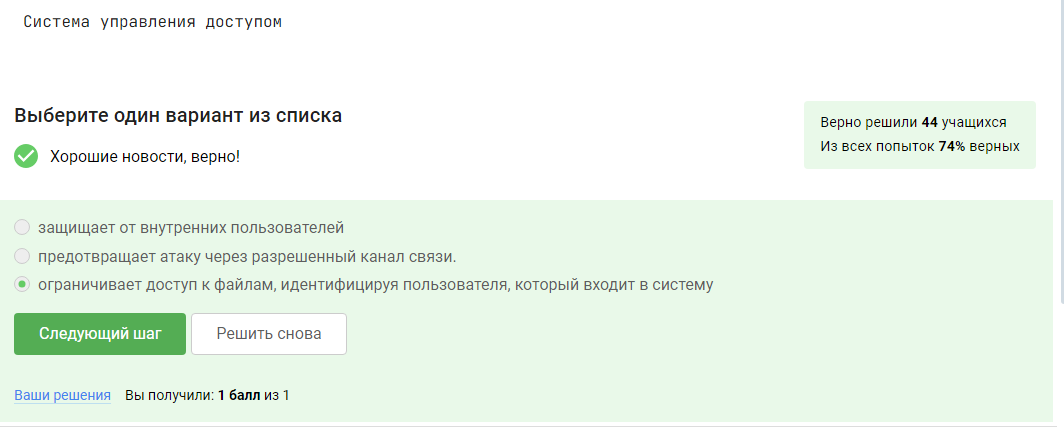 Система управления доступом
Выберите один вариант из списка
Верно решили 44 учащихся
Из всех попыток 74% верных
Хорошие новости, верно!
защищает от внутренних пользователей
предотвращает атаку через разрешенный канал связи.
ограничивает доступ к файлам, идентифицируя пользователя, который входит в систему
Следующий шаг Решить снова
Ваши решения Вы получили: 1 балл из 1